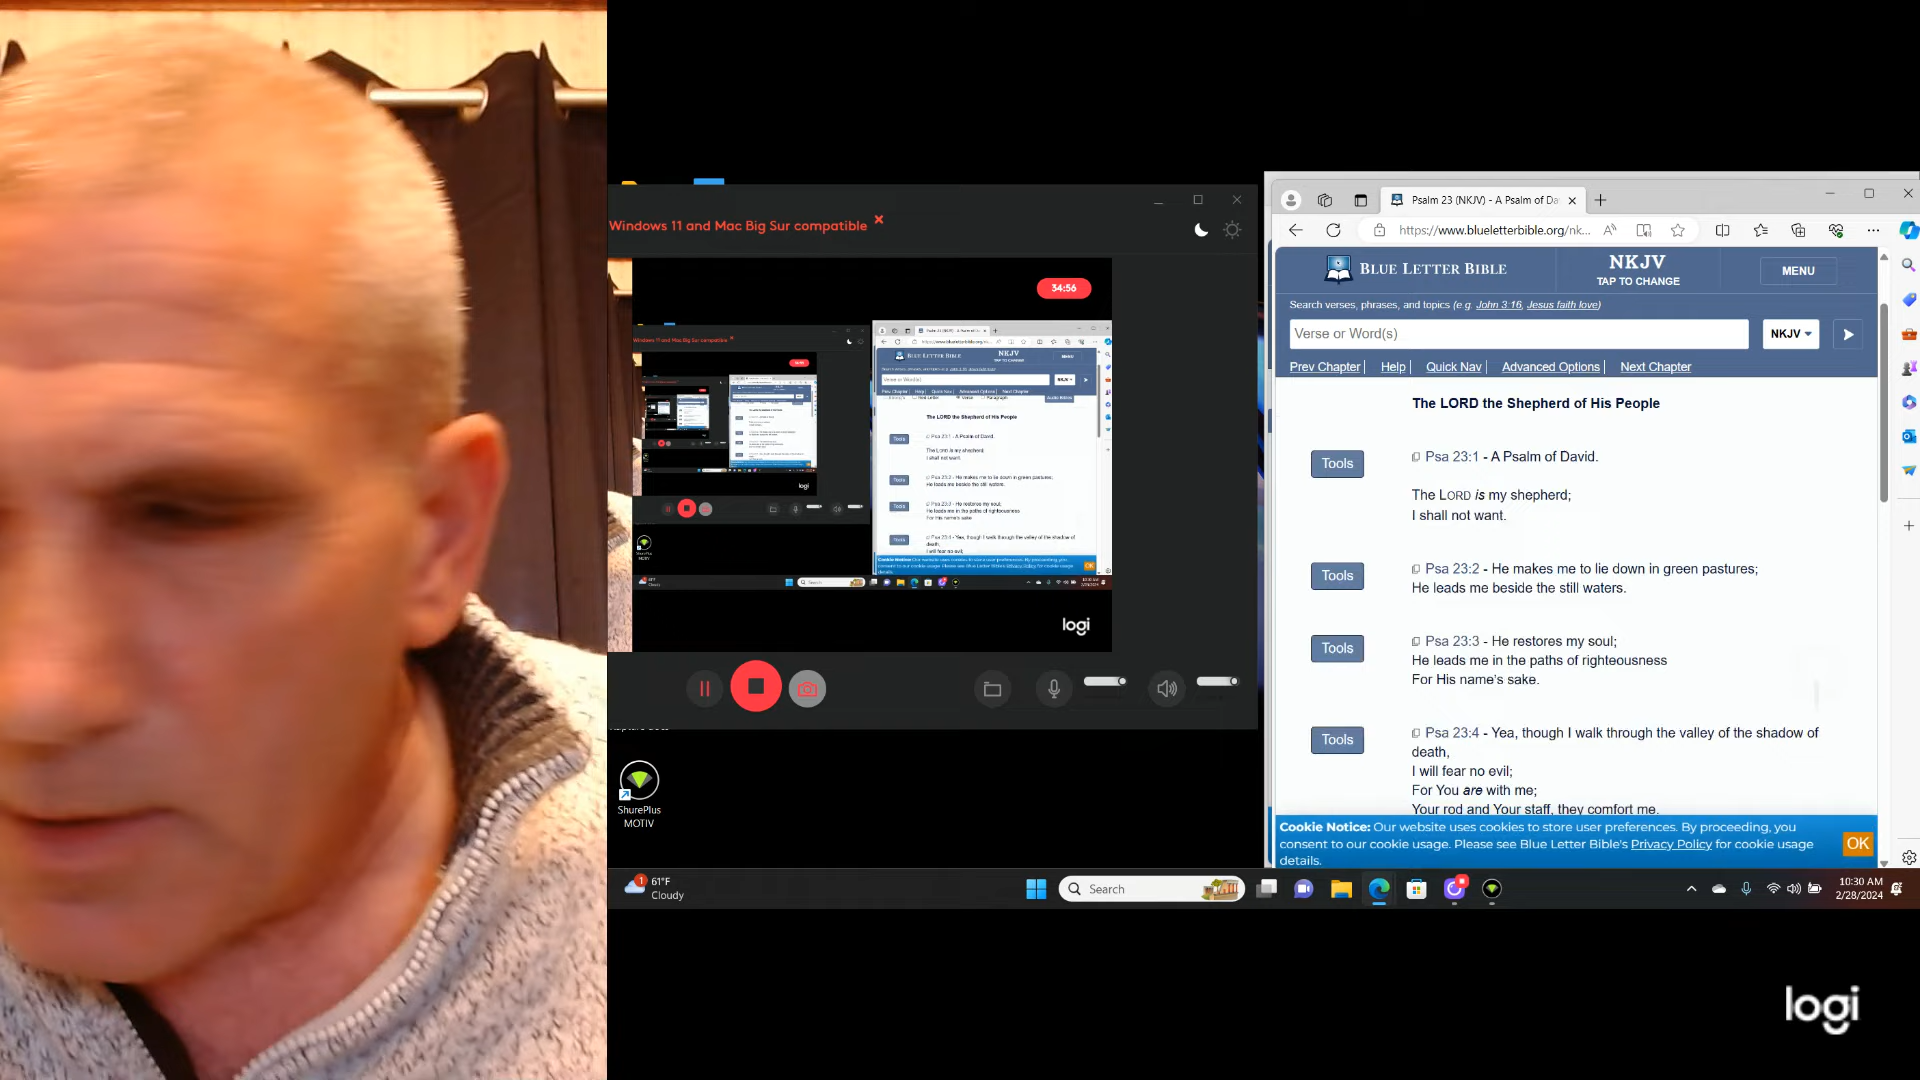 Windows 11 and Mac Big Sur compatible
34:56
logi
ShurePlus
MOTIV
61°F
Cloudy
1
Search
Psalm 23 (NKJV) - A Psalm of Da
https://www.blueletterbible.org/nk...
BLUE LETTER BIBLE
NKJV
TAP TO CHANGE
MENU
Search verses, phrases, and topics (e.g. John 3:16, Jesus faith love)
Verse or Word(s)
NKJV
Prev Chapter
Help
Quick Nav
Advanced Options
Next Chapter
The LORD the Shepherd of His People
Tools
Psa 23:1 - A Psalm of David.
The LORD is my shepherd;
I shall not want.
Tools
Psa 23:2 - He makes me to lie down in green pastures;
He leads me beside the still waters.
Tools
Psa 23:3 - He restores my soul;
He leads me in the paths of righteousness
For His name's sake.
Tools
Psa 23:4 - Yea, though I walk through the valley of the shadow of
death,
I will fear no evil;
For You are with me;
Your rod and Your staff, they comfort me.
Cookie Notice: Our website uses cookies to store user preferences. By proceeding, you
consent to our cookie usage. Please see Blue Letter Bible's Privacy Policy for cookie usage
details.
OK
10:30 AM
2/28/2024
logi